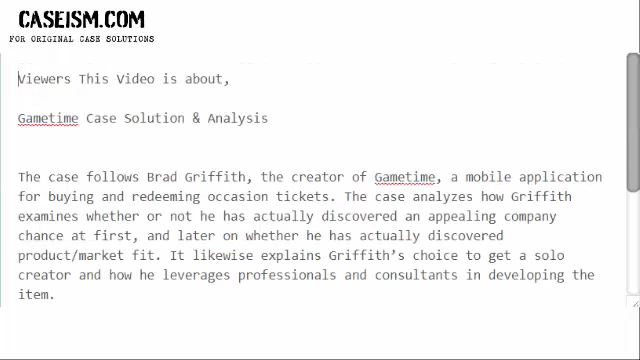 CASEISM.COM
FOR ORIGINAL CASE SOLUTIONS
Viewers This Video is about,
Gametime Case Solution & Analysis
The case follows Brad Griffith, the creator of Gametime, a mobile application
for buying and redeeming occasion tickets. The case analyzes how Griffith
examines whether or not he has actually discovered an appealing company
chance at first, and later on whether he has actually discovered
product/market fit. It likewise explains Griffith’s choice to get a solo
creator and how he leverages professionals and consultants in developing the
item.